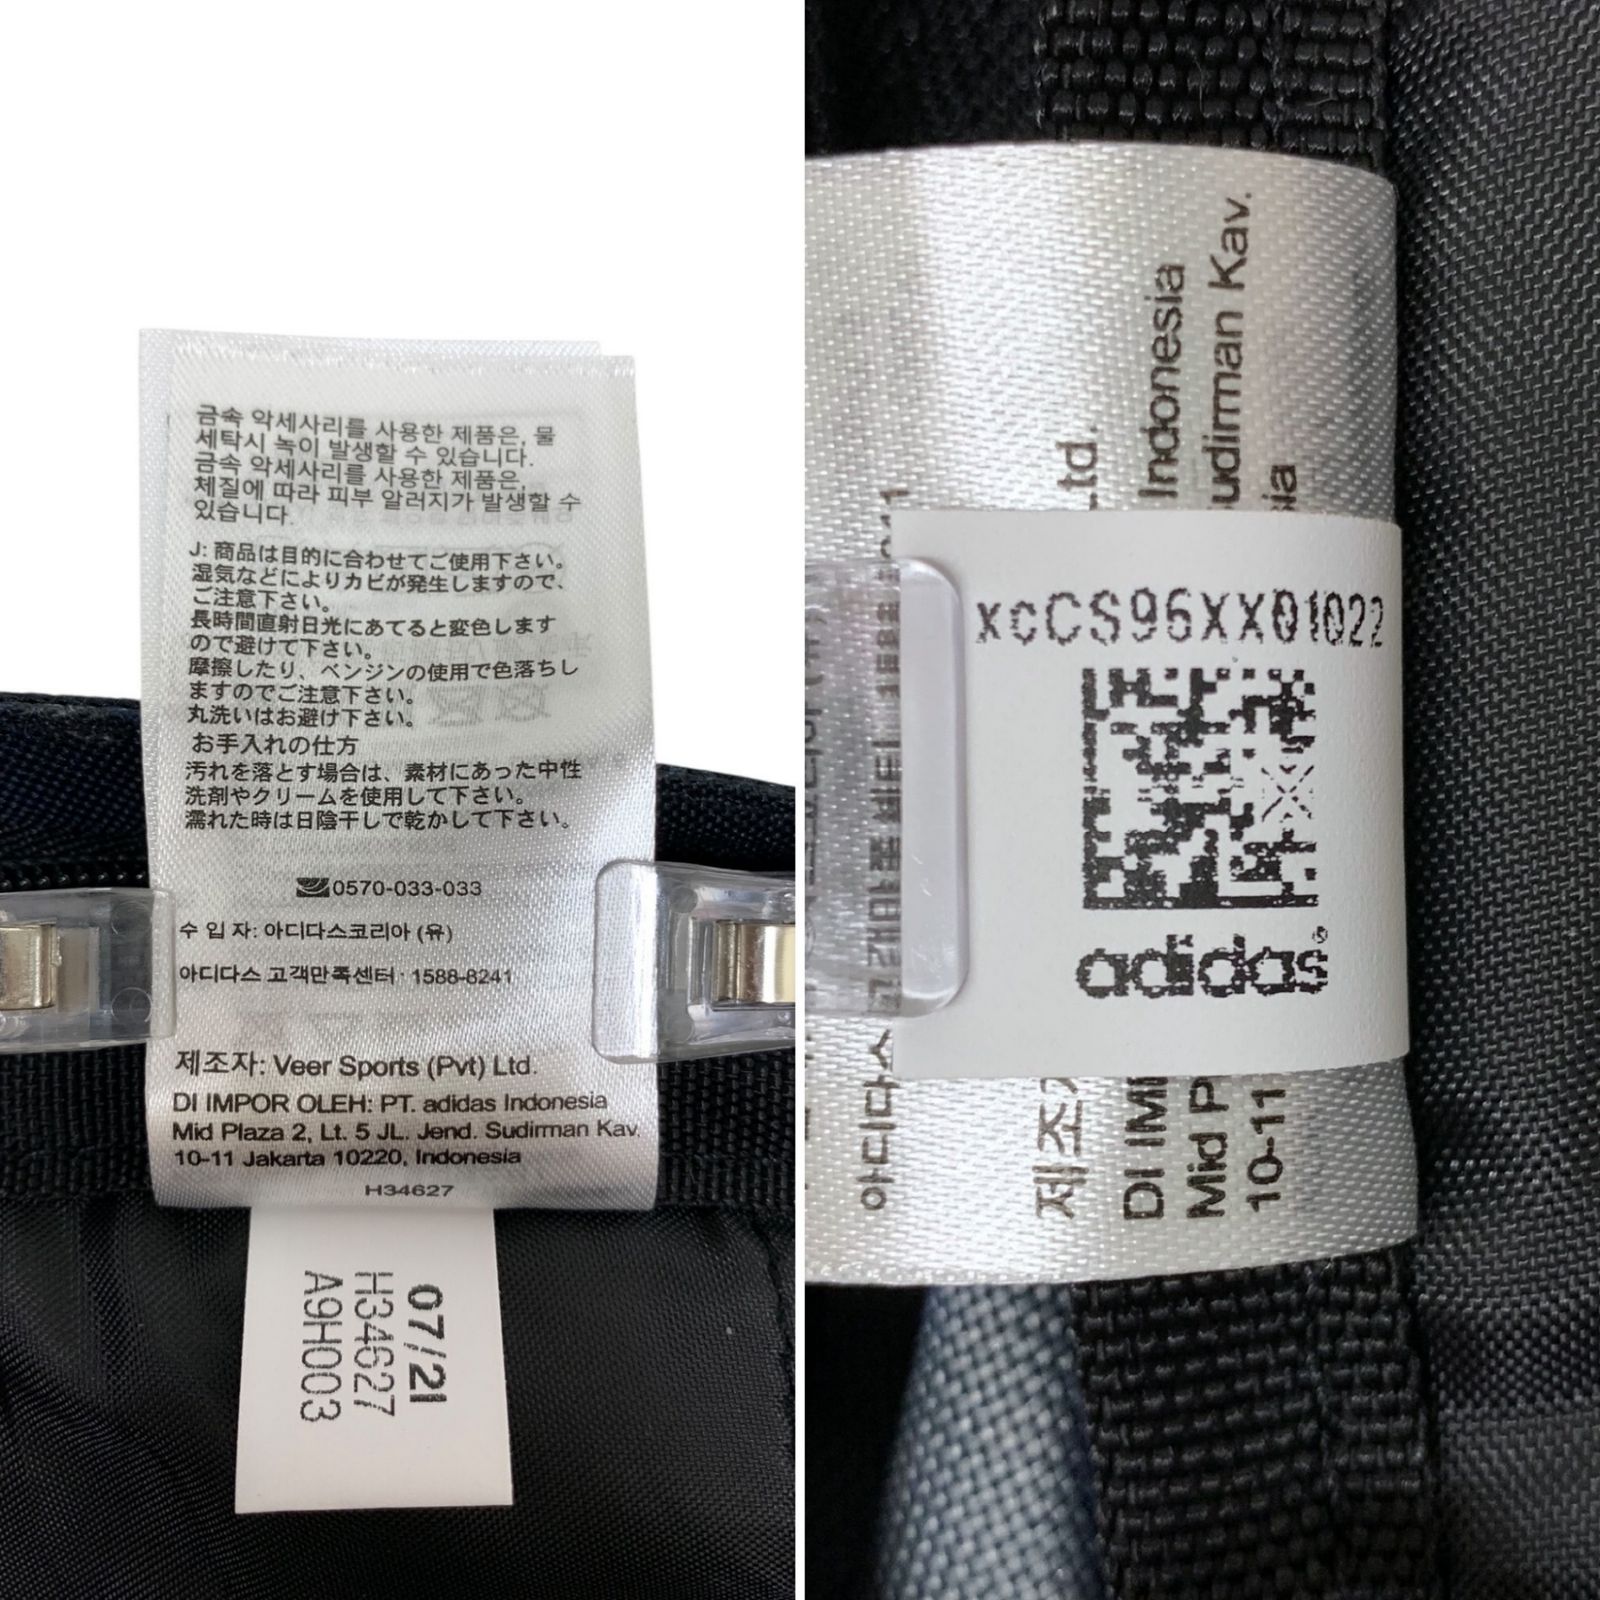 금속 악세사리를 사용한 제품은, 물
세탁시 녹이 발생할 수 있습니다.
금속 악세사리를 사용한 제품은,
체질에 따라 피부 알러지가 발생할 수
있습니다.
J: 商品は目的に合わせてご使用下さい。
湿気などによりカビが発生しますので、
ご注意下さい。
長時間直射日光にあてると変色します
ので避けて下さい。
摩擦したり、ベンジンの使用で色落ちし
ますのでご注意下さい。
丸洗いはお避け下さい。
お手入れの仕方
汚れを落とす場合は、素材にあった中性
洗剤やクリームを使用して下さい。
濡れた時は日陰干しで乾かして下さい。
0570-033-033
수 입 자: 아디다스코리아 (유)
아디다스 고객만족센터: 1588-8241
제조자: Veer Sports (Pvt) Ltd.
DI IMPOR OLEH: PT. adidas Indonesia
Mid Plaza 2, Lt. 5 JL. Jend. Sudirman Kav.
10-11 Jakarta 10220, Indonesia
H34627
07/21
H34627
A9H003
xcCS96XX01022
adidas®
Ltd.
Indonesia
Sudirman Kav.
아디다스
제조자
DI IM
Mid P
10-11